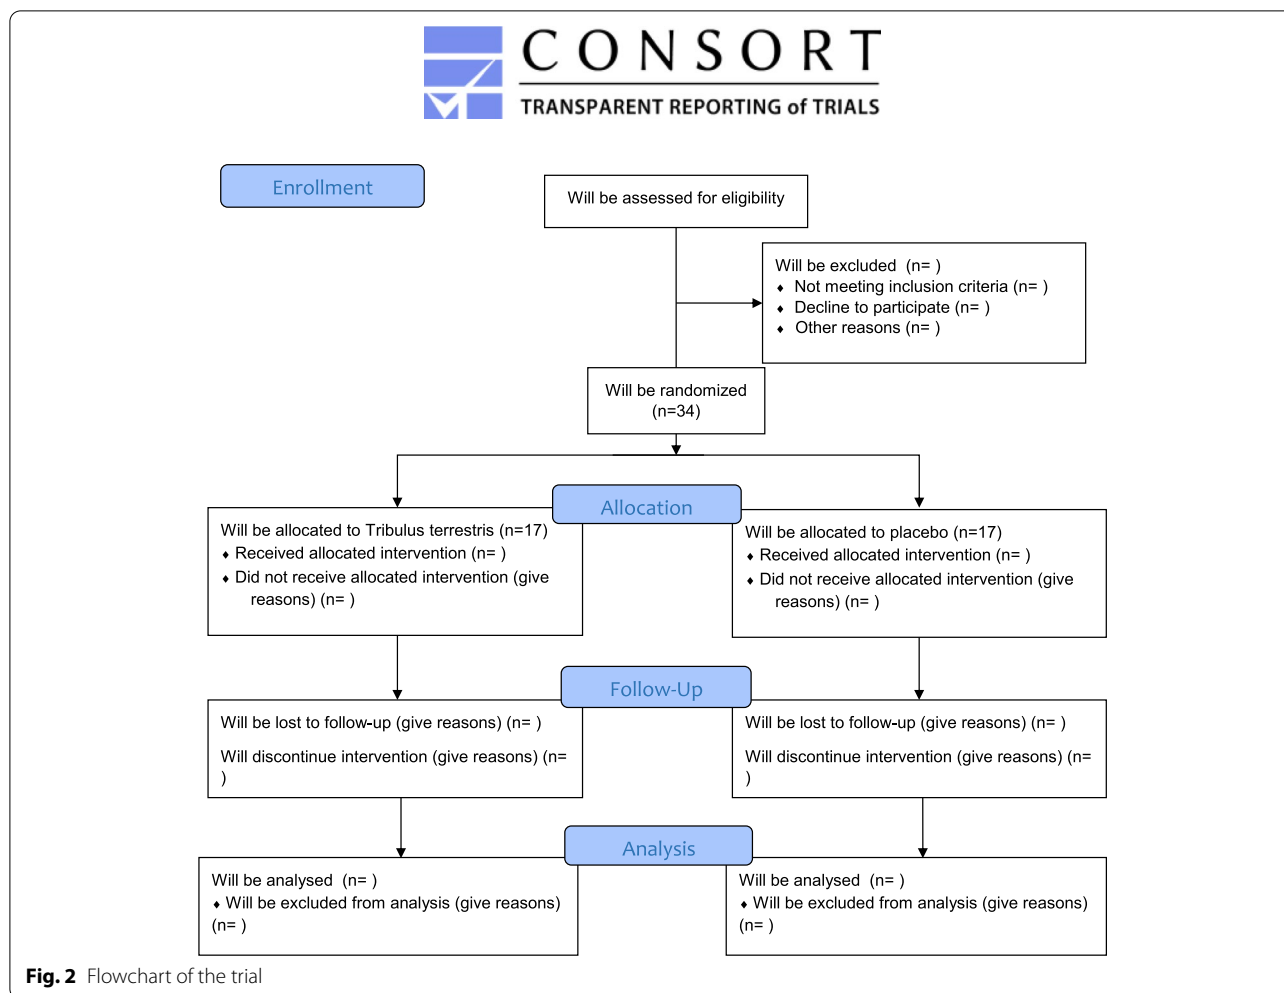 CONSORT
TRANSPARENT REPORTING of TRIALS
Enrollment
Will be assessed for eligibility
Will be excluded (n= )
♦ Not meeting inclusion criteria (n= )
♦ Decline to participate (n= )
♦ Other reasons (n= )
Will be randomized
(n=34)
Allocation
Will be allocated to Tribulus terrestris (n=17)
♦ Received allocated intervention (n= )
♦ Did not receive allocated intervention (give
reasons) (n= )
Will be allocated to placebo (n=17)
♦ Received allocated intervention (n= )
♦ Did not receive allocated intervention (give
reasons) (n= )
Follow-Up
Will be lost to follow-up (give reasons) (n= )
Will discontinue intervention (give reasons) (n=
)
Will be lost to follow-up (give reasons) (n= )
Will discontinue intervention (give reasons) (n=
)
Analysis
Will be analysed (n= )
♦ Will be excluded from analysis (give reasons)
(n= )
Will be analysed (n= )
♦ Will be excluded from analysis (give reasons)
(n= )
Fig. 2 Flowchart of the trial